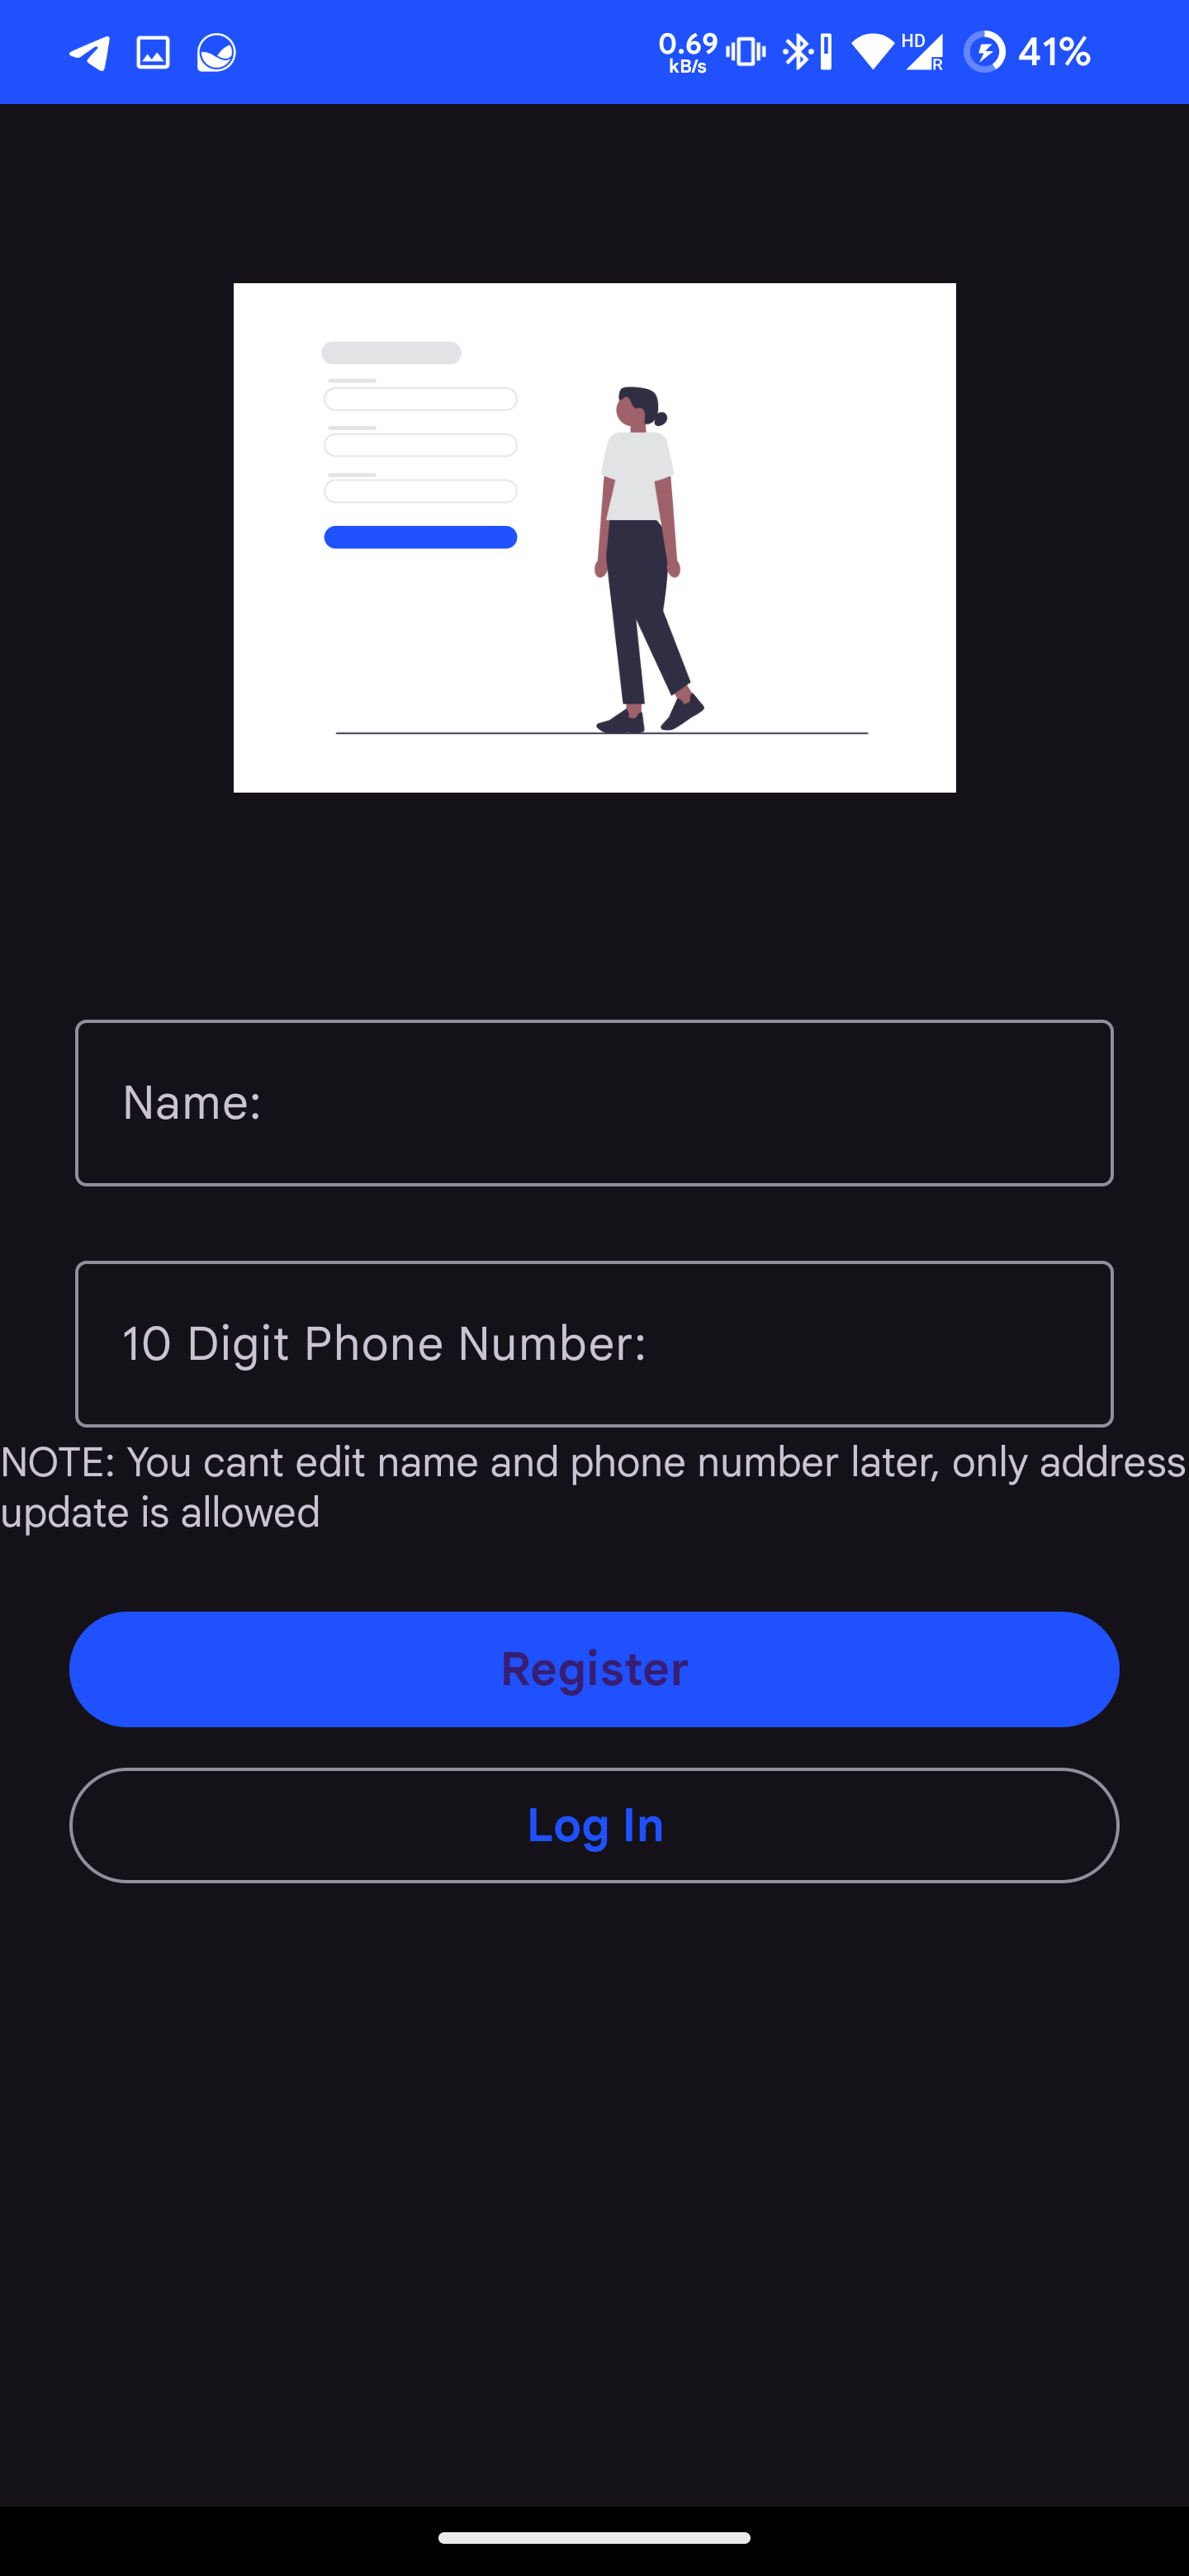 0.69
kB/s
HD
R
41%
Name:
10 Digit Phone Number:
NOTE: You cant edit name and phone number later, only address
update is allowed
Register
Log In